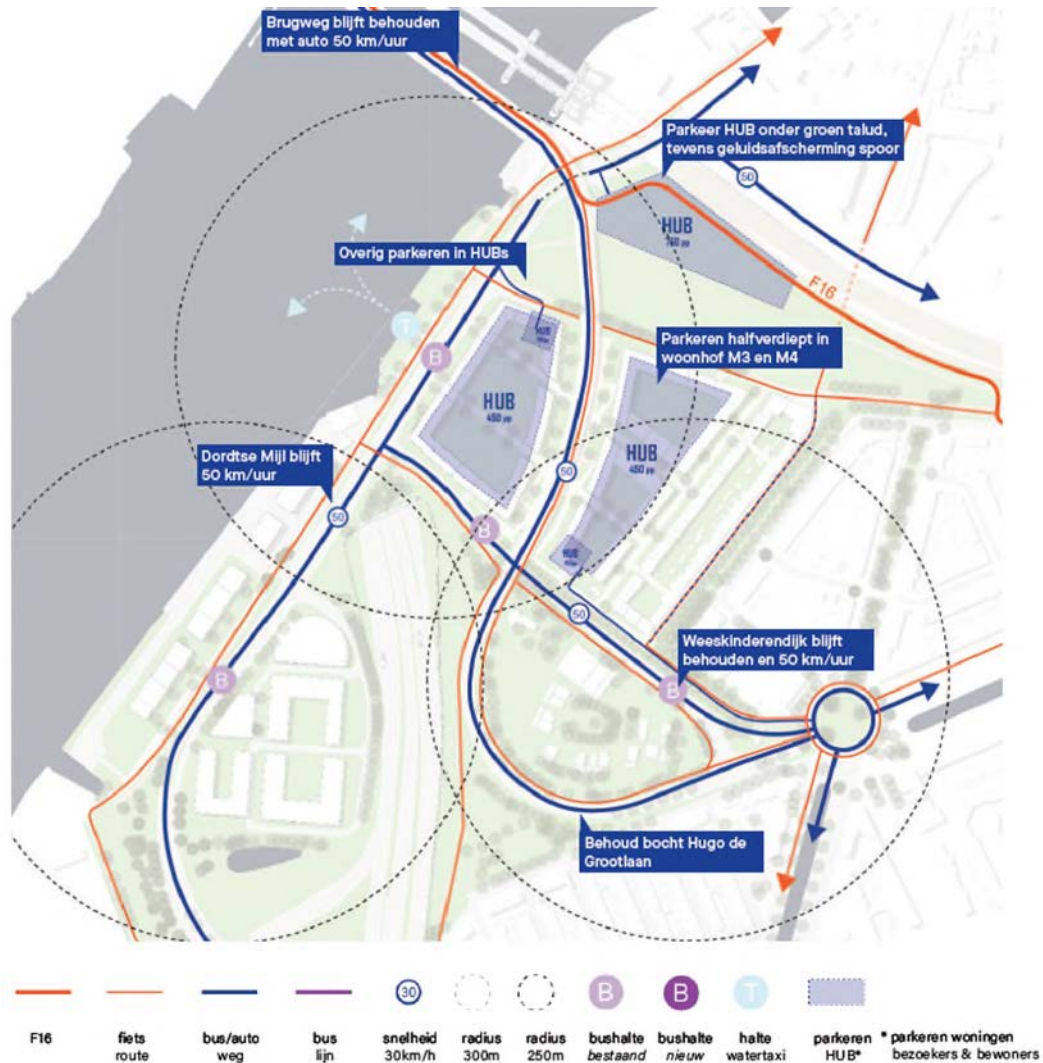 Brugweg blijft behouden
met auto 50 km/uur
Parkeer HUB onder groen talud,
tevens geluidsafscherming spoor
50
HUB
Overig parkeren in HUBs
F16
T
B
HUB
Parkeren halfverdiept in
woonhof M3 en M4
HUB
450 pp
HUB
450 pp
Dordtse Mijl blijft
50 km/uur
50
50
B
HUB
50
Weeskinderendijk blijft
behouden en 50 km/uur
B
B
Behoud bocht Hugo de
Grootlaan
30
B
B
T
F16
fiets
route
bus/auto
weg
bus
lijn
snelheid
30km/h
radius
300m
radius
250m
bushalte
bestaand
bushalte
nieuw
halte
watertaxi
parkeren
HUB*
* parkeren woningen
bezoekers & bewoners